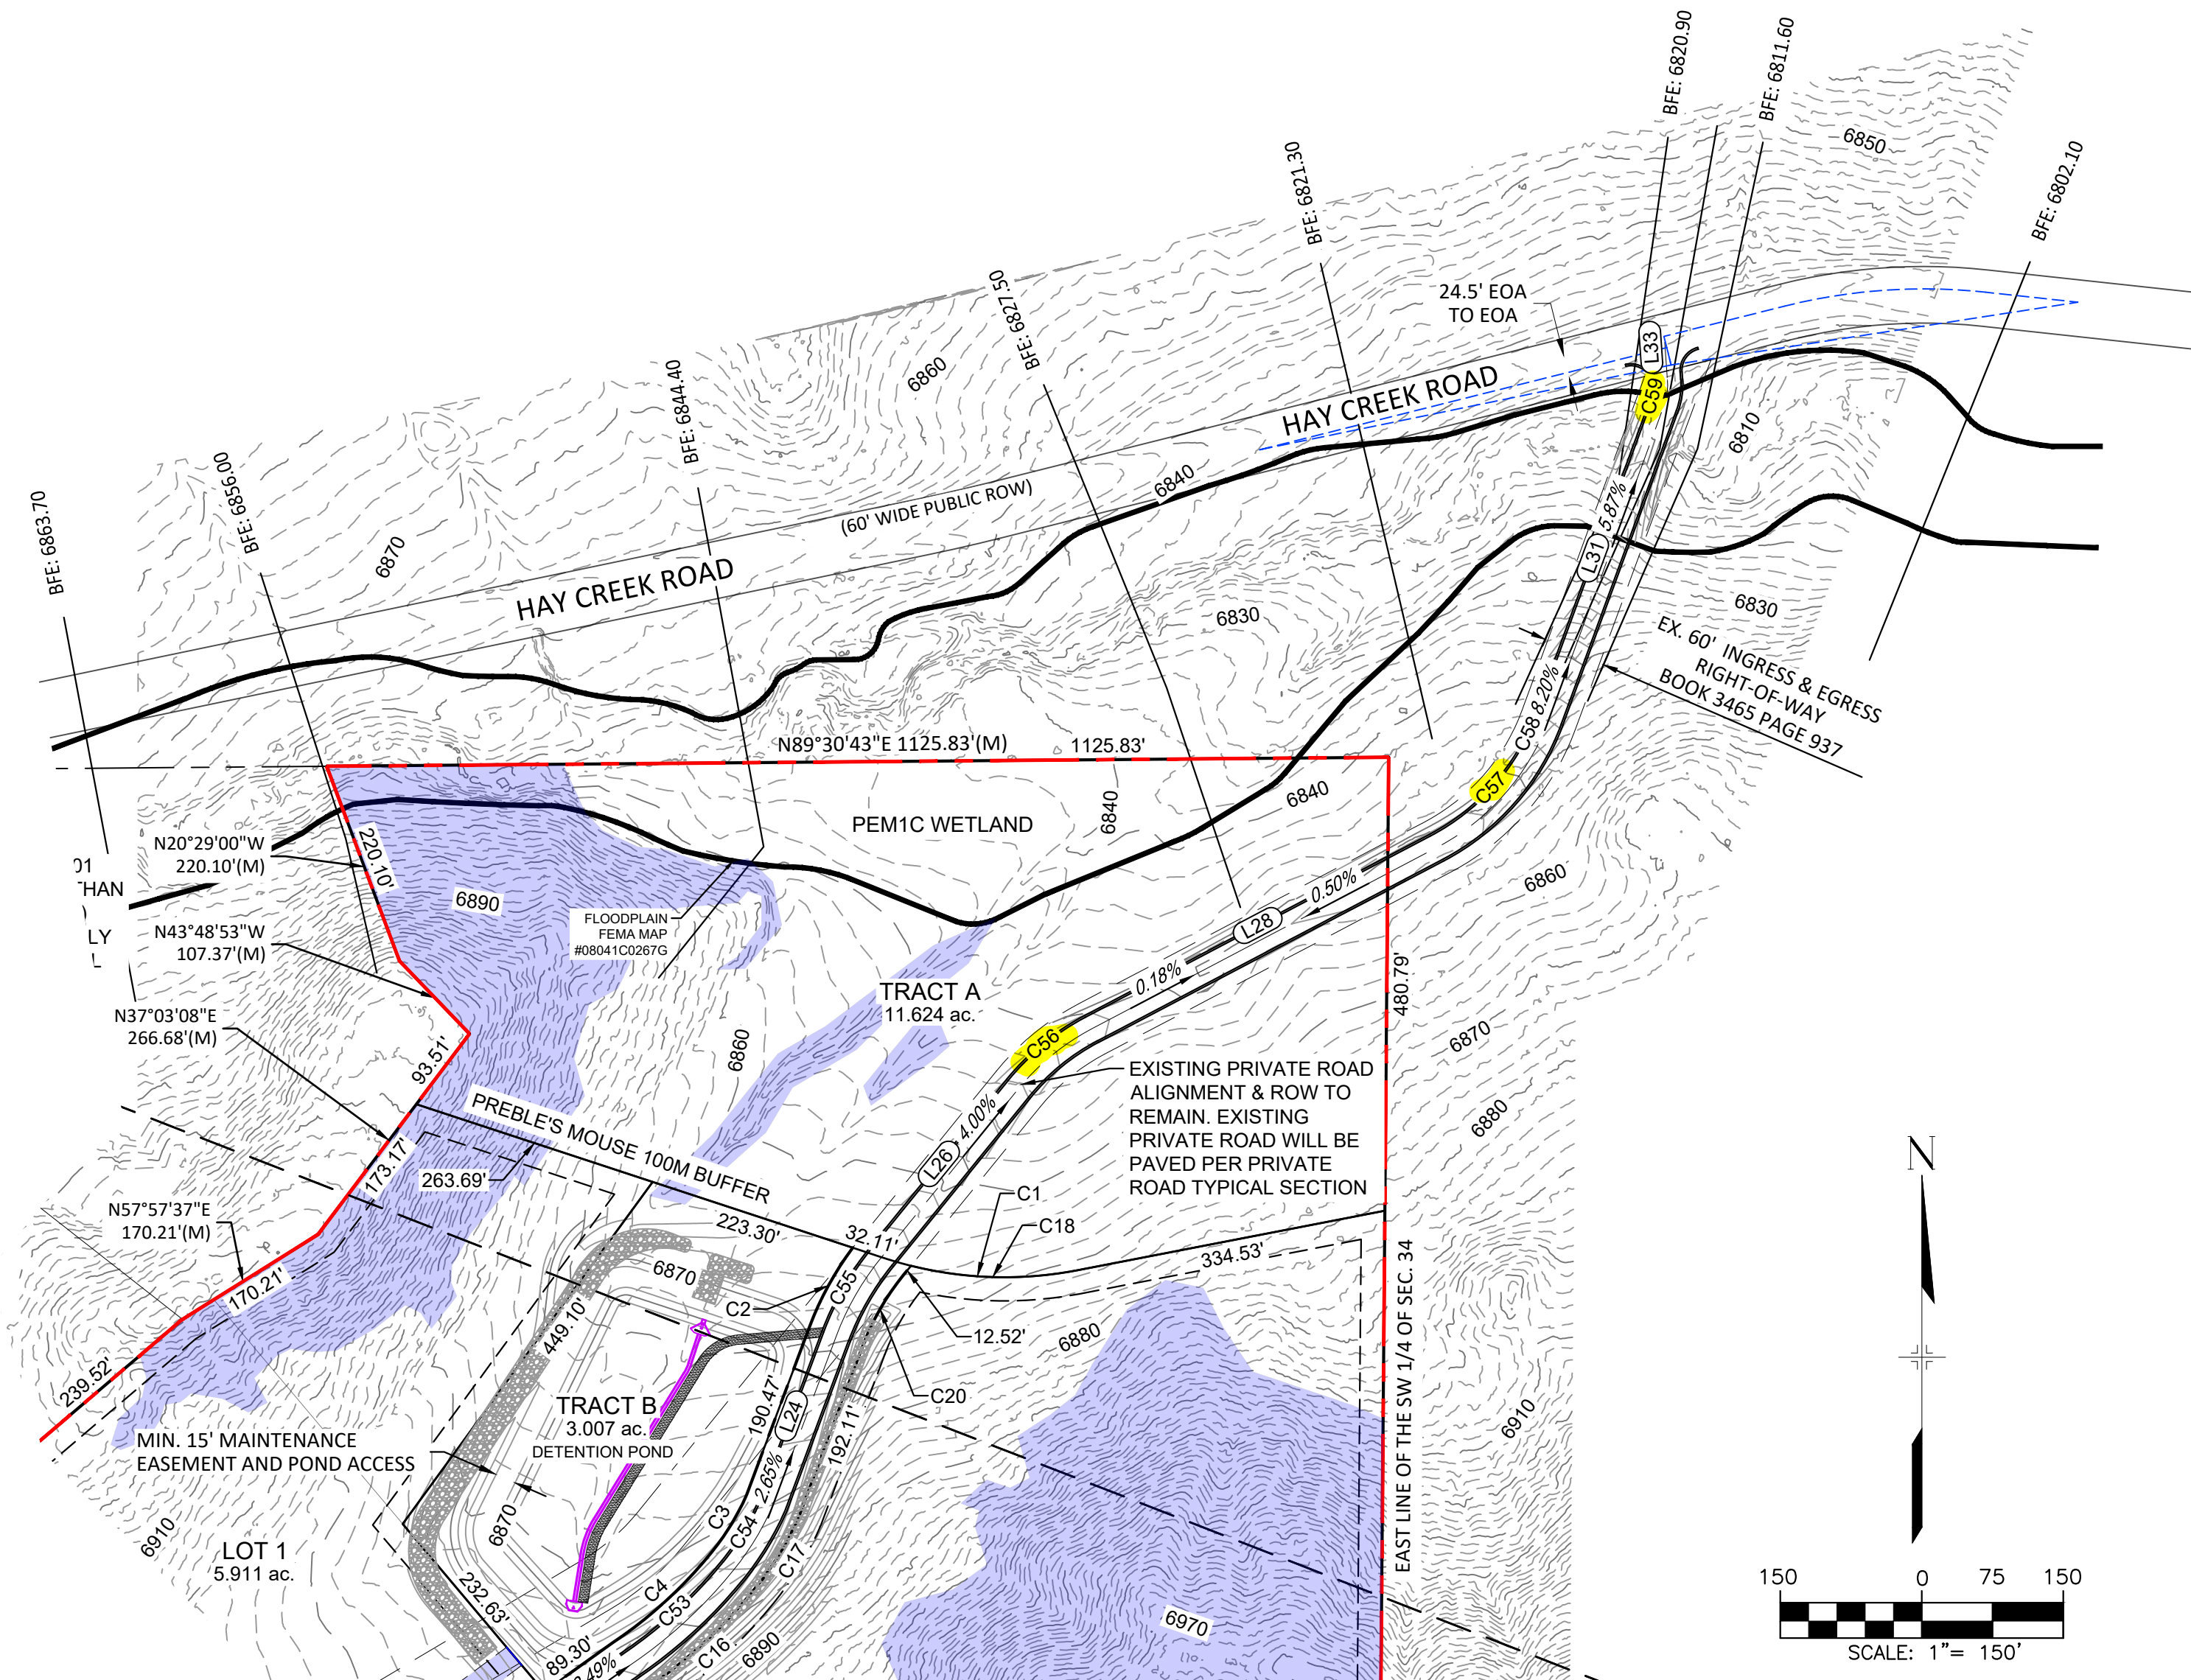 BFE: 6820.90
BFE: 6811.60
6850
BFE: 6802.10
BFE: 6821.30
BFE: 6827.50
24.5' EOA
TO EOA
L33
C59
6860
BFE: 6844.40
HAY CREEK ROAD
6810
BFE: 6856.00
BFE: 6863.70
6840
(60' WIDE PUBLIC ROW)
5.87%
L31
6870
HAY CREEK ROAD
6830
6830
EX. 60' INGRESS & EGRESS
RIGHT-OF-WAY
BOOK 3465 PAGE 937
8.20%
C58
C57
N89°30'43"E 1125.83'(M)
1125.83'
6840
6840
PEM1C WETLAND
N20°29'00"W
220.10'(M)
220.10'
01
THAN
LY
6890
FLOODPLAIN
FEMA MAP
#08041C0267G
N43°48'53"W
107.37'(M)
6860
0.50%
L28
0.18%
TRACT A
11.624 ac.
480.79'
N37°03'08"E
266.68'(M)
93.51'
6860
C56
6870
EXISTING PRIVATE ROAD
ALIGNMENT & ROW TO
REMAIN. EXISTING
PRIVATE ROAD WILL BE
PAVED PER PRIVATE
ROAD TYPICAL SECTION
6880
N
PREBLE'S MOUSE 100M BUFFER
4.00%
L26
173.17'
263.69'
C1
C18
N57°57'37"E
170.21'(M)
170.21'
223.30'
32.11'
334.53'
6870
C2
C55
449.10'
12.52'
6880
239.52'
C20
TRACT B
3.007 ac.
DETENTION POND
190.47'
L24
192.11'
6910
MIN. 15' MAINTENANCE
EASEMENT AND POND ACCESS
2.65%
EAST LINE OF THE SW 1/4 OF SEC. 34
6910
LOT 1
5.911 ac.
6870
C3
C54
C17
232.63'
C4
C53
89.30'
.49%
C16
6890
6970
150 0 75 150
SCALE: 1"= 150'